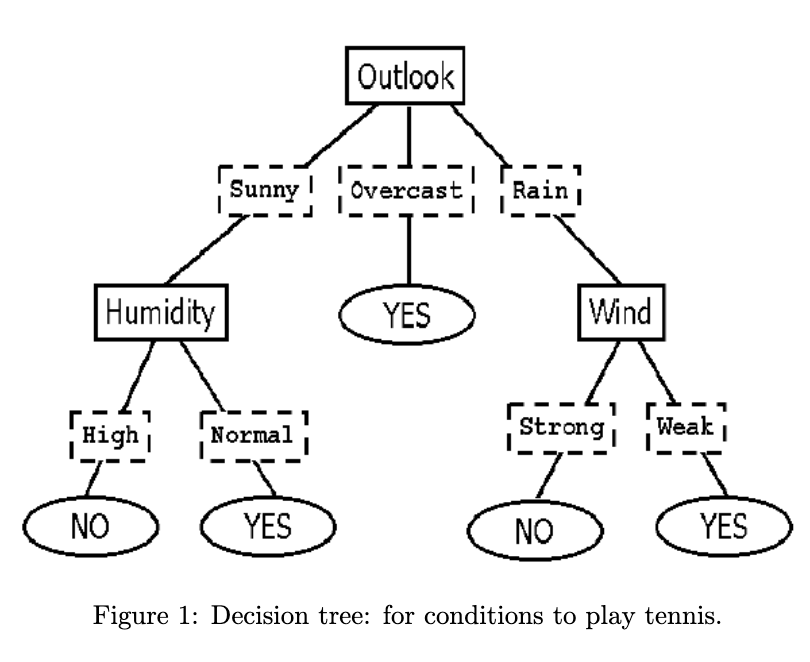 Outlook
Sunny
Overcast
Rain
Humidity
YES
Wind
High
Normal
Strong
Weak
NO
YES
NO
YES
Figure 1: Decision tree: for conditions to play tennis.